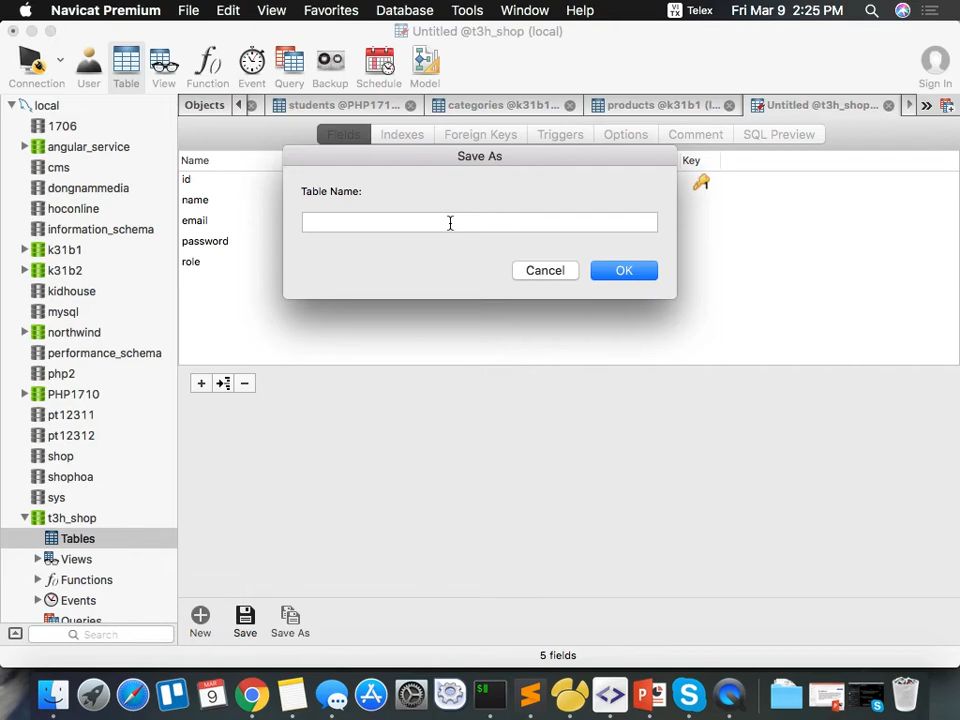 Navicat Premium File Edit View Favorites Database Tools Window Help VI TX Telex Fri Mar 9 2:25 PM
Untitled @t3h_shop (local)
Connection User Table View Function Event Query Backup Schedule Model Sign In
local
1706
angular_service
cms
dongnammedia
hoconline
information_schema
k31b1
k31b2
kidhouse
mysql
northwind
performance_schema
php2
PHP1710
pt12311
pt12312
shop
shophoa
sys
t3h_shop
Tables
Views
Functions
Events
Queries
Search
Objects students @PHP171... categories @k31b1... products @k31b1 (l... Untitled @t3h_shop...
Fields Indexes Foreign Keys Triggers Options Comment SQL Preview
Name Key
id
name
email
password
role
Save As
Table Name:
Cancel OK
New Save Save As
5 fields
MAR
9